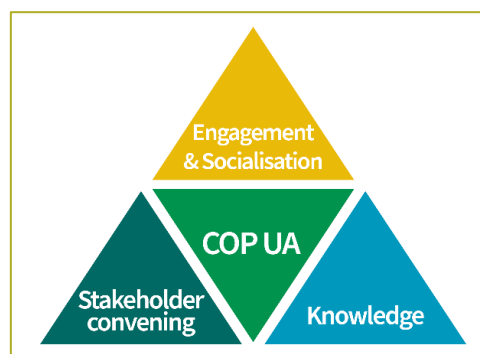 Engagement
& Socialisation
COP UA
Stakeholder
convening
Knowledge